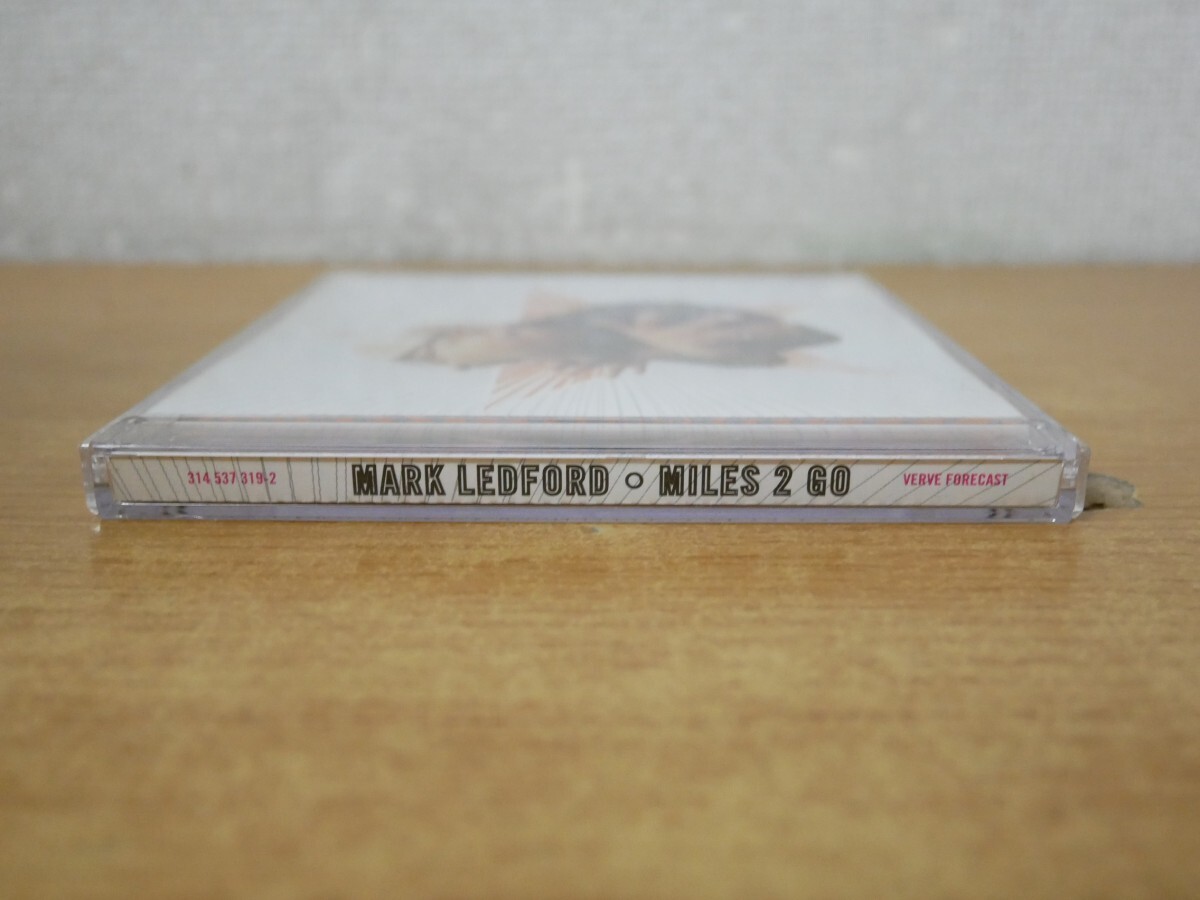 314 537 319-2 MARK LEDFORD ○ MILES 2 GO VERVE FORECAST